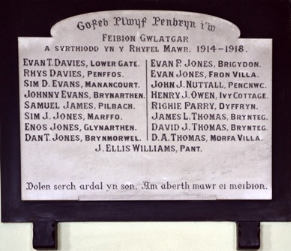 Coffeb Plwyf Penbryn i'w
Feibion Gwlatgar
a syrthiodd yn y Rhyfel Mawr. 1914-1918.
Evan T. Davies, Lower Gate.
Rhys Davies, Penffos.
Sim D. Evans, Manancourt.
Johnny Evans, Brynarthen.
Samuel James, Pilbach.
Sim J. Jones, Marffo.
Enos Jones, Glynarthen.
Dan T. Jones, Brynmorwel.
Evan P. Jones, Brigydon.
Evan Jones, Fron Villa.
John J. Nuttall, Pencnwc.
Henry J. Owen, Ivy Cottage.
Richie Parry, Dyffryn.
James L. Thomas, Brynteg.
David J. Thomas, Brynteg.
D. A. Thomas, Morfa Villa.
J. Ellis Williams, Pant.
Dolen serch ardal yn son, Am aberth mawr ei meibion.